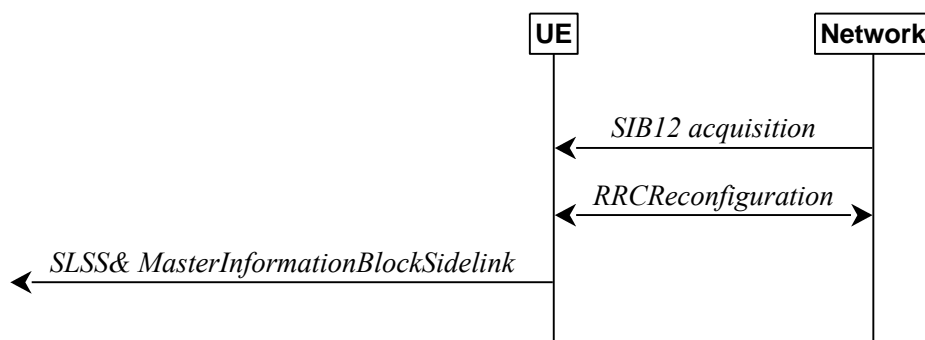 UE
Network
SIB12 acquisition
RRCReconfiguration
SLSS& MasterInformationBlockSidelink